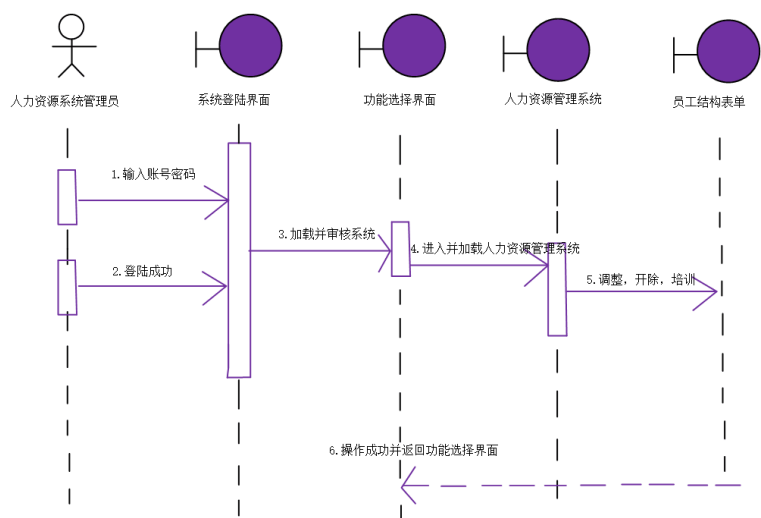 人力资源系统管理员
系统登陆界面
功能选择界面
人力资源管理系统
员工结构表单
1.输入账号密码
3.加载并审核系统
4.进入并加载人力资源管理系统
2.登陆成功
5.调整，开除，培训
6.操作成功并返回功能选择界面